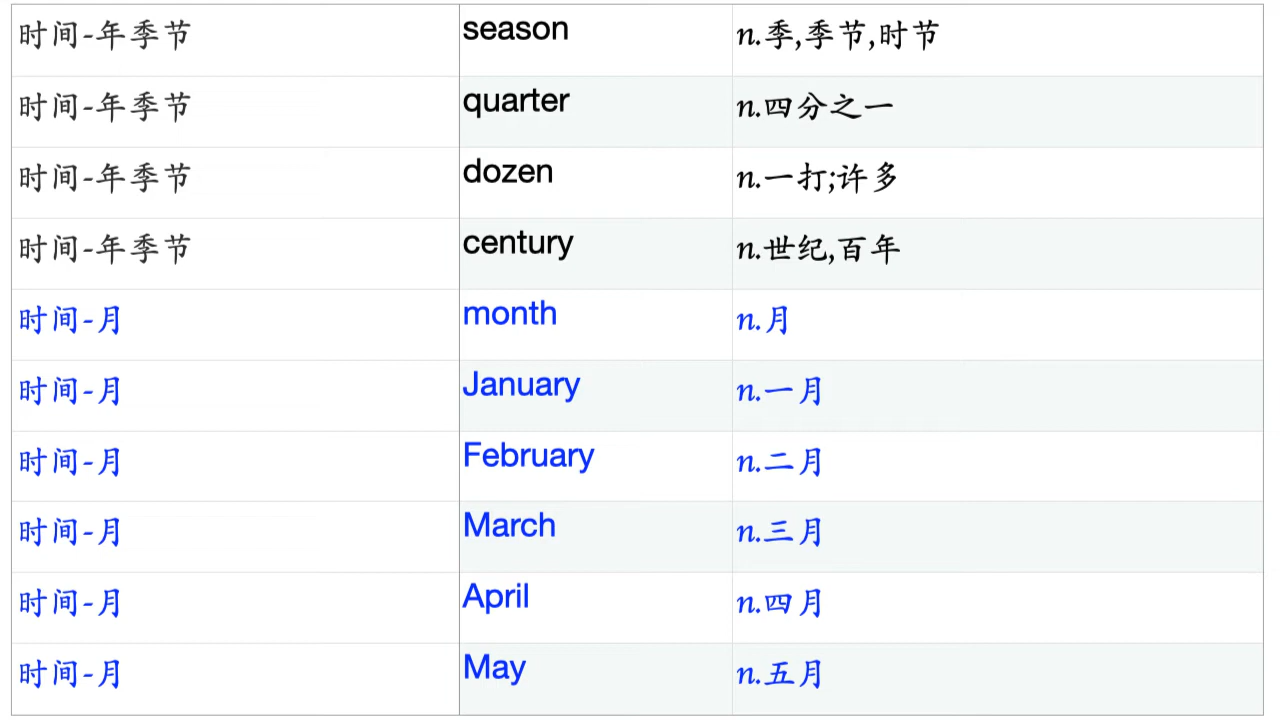 时间-年季节 season n.季,季节,时节
时间-年季节 quarter n.四分之一
时间-年季节 dozen n.一打;许多
时间-年季节 century n.世纪,百年
时间-月 month n.月
时间-月 January n.一月
时间-月 February n.二月
时间-月 March n.三月
时间-月 April n.四月
时间-月 May n.五月